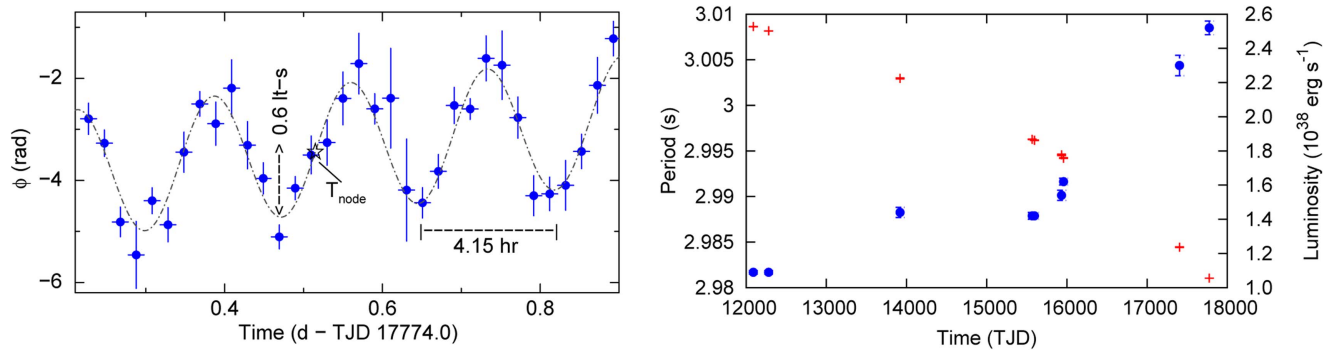 −2
−4
−6
ϕ (rad)
0.6 lt−s
T_node
4.15 hr
0.4
0.6
0.8
Time (d − TJD 17774.0)
3.01
3.005
3
2.995
2.99
2.985
2.98
Period (s)
2.6
2.4
2.2
2.0
1.8
1.6
1.4
1.2
1.0
Luminosity (10³⁸ erg s⁻¹)
12000 13000 14000 15000 16000 17000 18000
Time (TJD)